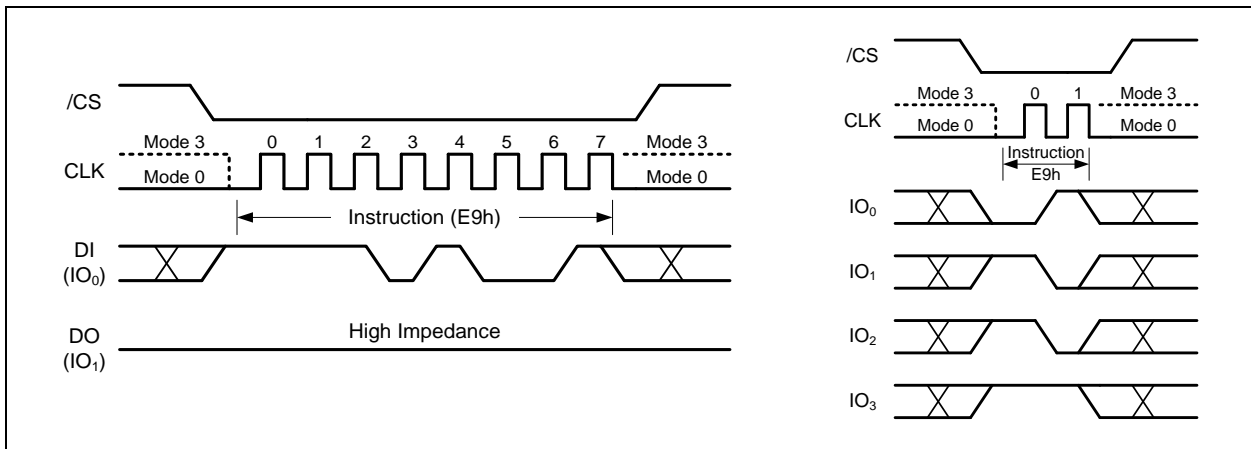 /CS
Mode 3 0 1 2 3 4 5 6 7 Mode 3
CLK
Mode 0 Mode 0
Instruction (E9h)
DI
(IO₀)
High Impedance
DO
(IO₁)
/CS
Mode 3 0 1 Mode 3
CLK
Mode 0 Mode 0
Instruction
E9h
IO₀
IO₁
IO₂
IO₃